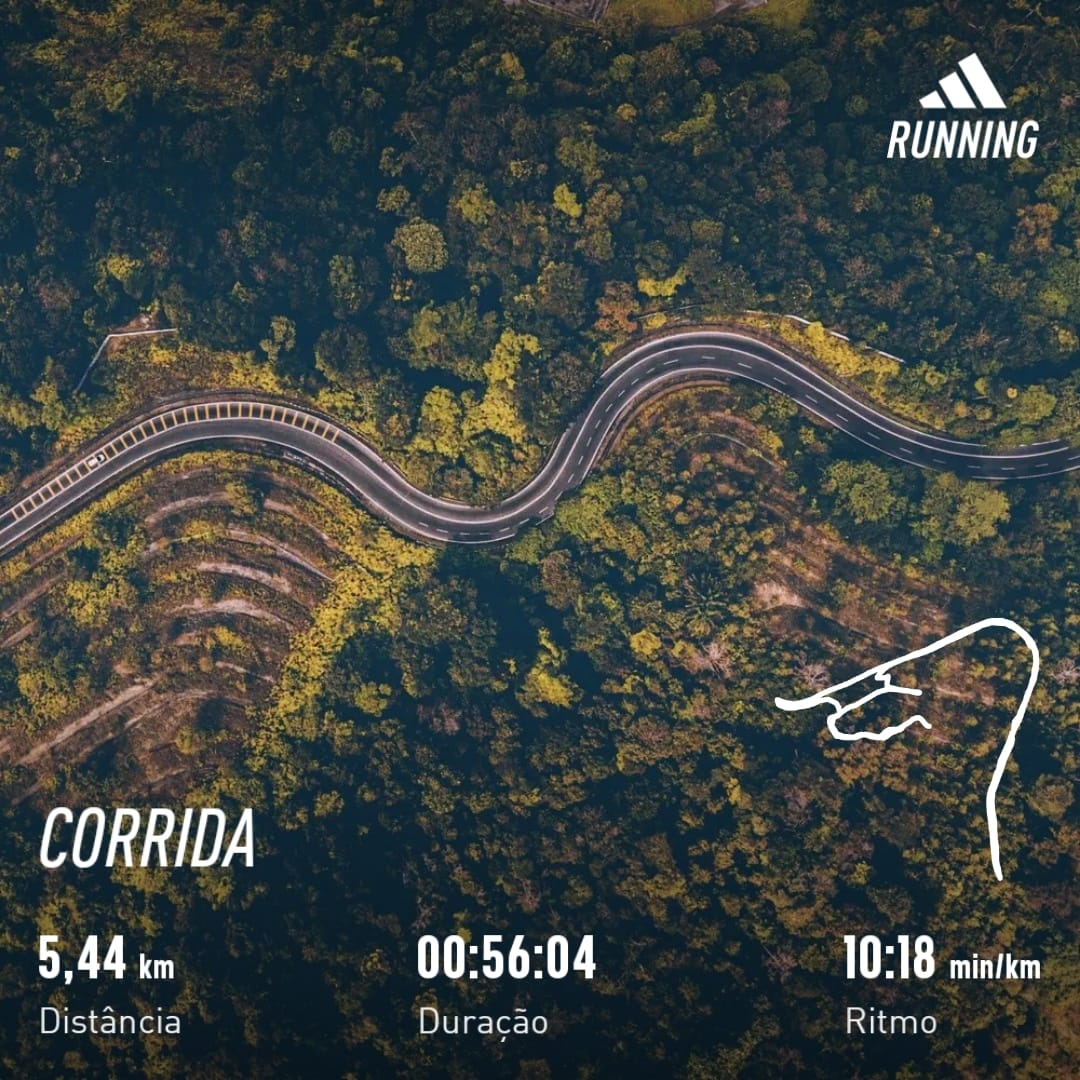 RUNNING
CORRIDA
5,44 km
00:56:04
10:18 min/km
Distância
Duração
Ritmo